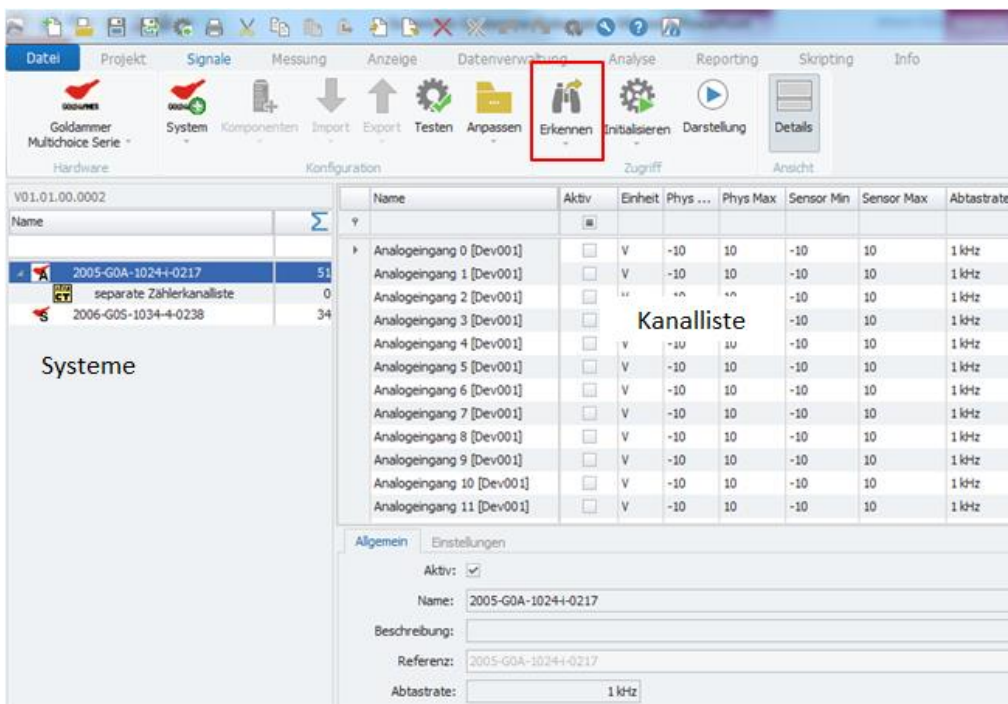 Datei Projekt Signale Messung Anzeige Datenverwaltung Analyse Reporting Skripting Info
Goldammer Multichoice Serie
System Komponenten Import Export Testen Anpassen Erkennen Initialisieren Darstellung Details
Hardware Konfiguration Zugriff Ansicht
V01.01.00.0002
Name Σ
2005-G0A-1024-i-0217 51
CT separate Zählerkanalliste 0
2006-G0S-1034-4-0238 34
Systeme
Name Aktiv Einheit Phys ... Phys Max Sensor Min Sensor Max Abtastrate
Analogeingang 0 [Dev001] V -10 10 -10 10 1 kHz
Analogeingang 1 [Dev001] V -10 10 -10 10 1 kHz
Analogeingang 2 [Dev001] -10 10 1 kHz
Analogeingang 3 [Dev001] -10 10 1 kHz
Kanalliste
Analogeingang 4 [Dev001] V -10 10 -10 10 1 kHz
Analogeingang 5 [Dev001] V -10 10 -10 10 1 kHz
Analogeingang 6 [Dev001] V -10 10 -10 10 1 kHz
Analogeingang 7 [Dev001] V -10 10 -10 10 1 kHz
Analogeingang 8 [Dev001] V -10 10 -10 10 1 kHz
Analogeingang 9 [Dev001] V -10 10 -10 10 1 kHz
Analogeingang 10 [Dev001] V -10 10 -10 10 1 kHz
Analogeingang 11 [Dev001] V -10 10 -10 10 1 kHz
Allgemein Einstellungen
Aktiv:
Name: 2005-G0A-1024-i-0217
Beschreibung:
Referenz: 2005-G0A-1024-i-0217
Abtastrate: 1 kHz